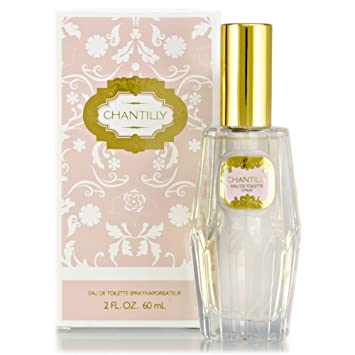 CHANTILLY
EAU DE TOILETTE SPRAY/VAPORISATEUR
2 FL. OZ. 60 mL
CHANTILLY
EAU DE TOILETTE
SPRAY